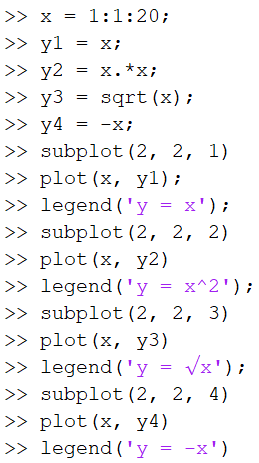 >> x = 1:1:20;
>> y1 = x;
>> y2 = x.*x;
>> y3 = sqrt(x);
>> y4 = -x;
>> subplot(2, 2, 1)
>> plot(x, y1);
>> legend('y = x');
>> subplot(2, 2, 2)
>> plot(x, y2)
>> legend('y = x^2');
>> subplot(2, 2, 3)
>> plot(x, y3)
>> legend('y = √x');
>> subplot(2, 2, 4)
>> plot(x, y4)
>> legend('y = -x')